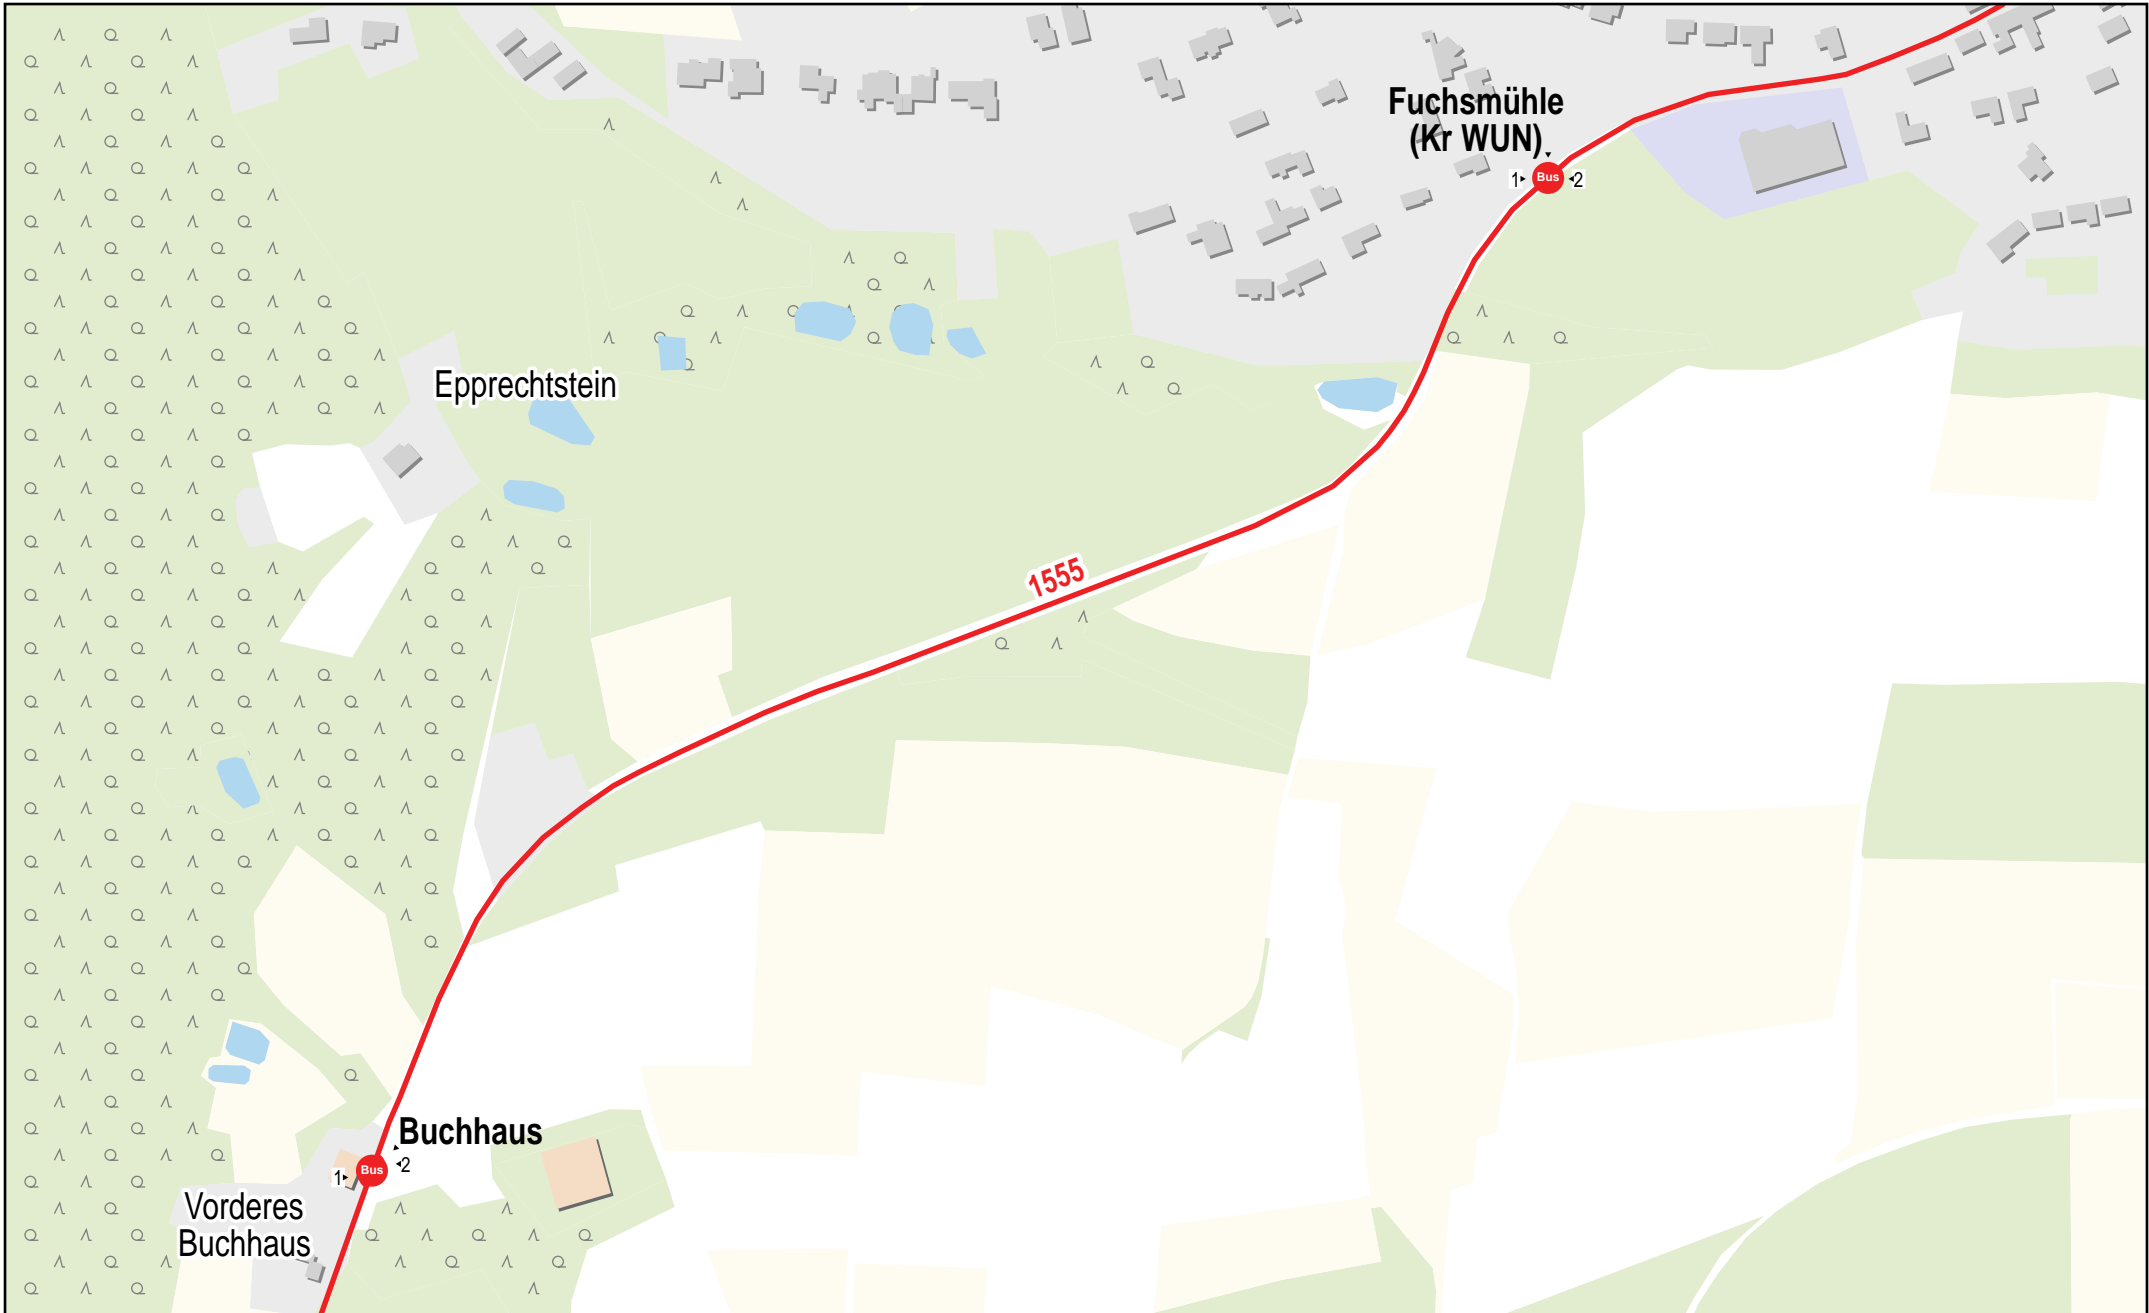 Fuchsmühle
(Kr WUN)
1 Bus 2
Epprechtstein
1555
Buchhaus
1 Bus 2
Vorderes
Buchhaus